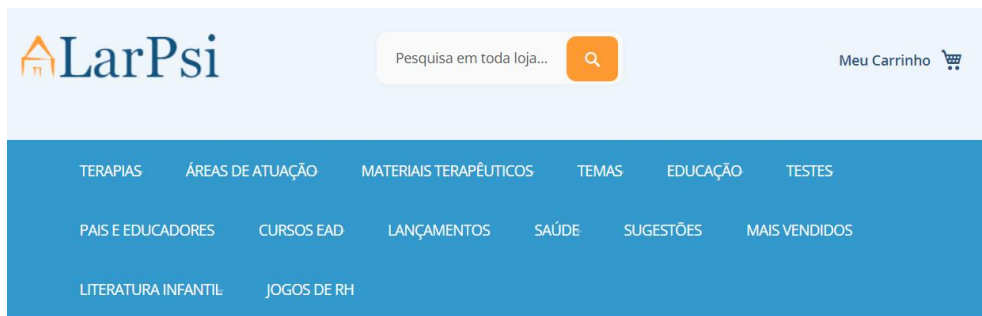 LarPsi
Pesquisa em toda loja...
Meu Carrinho
TERAPIAS ÁREAS DE ATUAÇÃO MATERIAIS TERAPÊUTICOS TEMAS EDUCAÇÃO TESTES
PAIS E EDUCADORES CURSOS EAD LANÇAMENTOS SAÚDE SUGESTÕES MAIS VENDIDOS
LITERATURA INFANTIL JOGOS DE RH